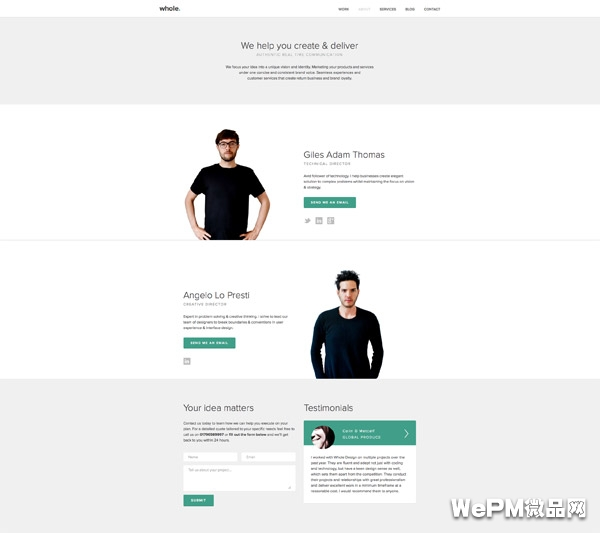 whole.
WORK ABOUT SERVICES BLOG CONTACT
We help you create & deliver
AUTHENTIC REAL TIME COMMUNICATION
We focus your idea into a unique vision and identity. Marketing your products and services
under one concise and consistent brand voice. Seamless experiences and
customer services that create return business and brand loyalty.
Giles Adam Thomas
TECHNICAL DIRECTOR
Avid follower of technology I help businesses create elegant
solution to complex problems whilst maintaining the focus on vision
& strategy.
SEND ME AN EMAIL
Angelo Lo Presti
CREATIVE DIRECTOR
Expert in problem solving & creative thinking. I strive to lead our
team of designers to break boundaries & conventions in user
experience & interface design.
SEND ME AN EMAIL
Your idea matters
Contact us today to learn how we can help you execute on your
plan. For a detailed quote tailored to your specific needs feel free to
call us on or fill out the form below and we'll get
back to you within 24 hours.
Name Email
Tell us about your project...
SUBMIT
Testimonials
Metcalf
GLOBAL PRODUCE
I worked with Whole Design on multiple projects over the
past year. They are fluent and adept not just with coding
and technology, but have a keen design sense as well,
which sets them apart from the competition. They conduct
their projects and relationships with great professionalism
and deliver excellent work in a minimum timeframe at a
reasonable cost. I would recommend them to anyone.
WePM微品网